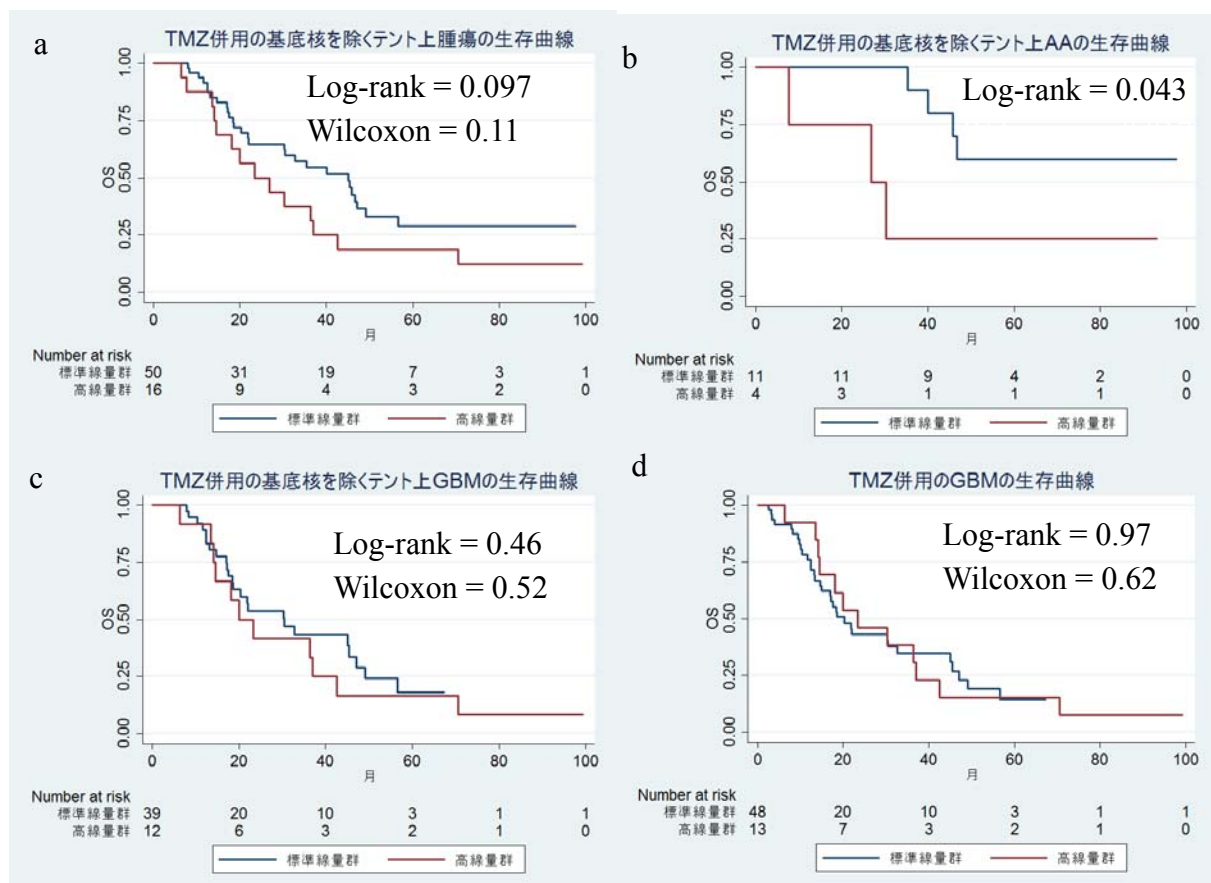 a
TMZ併用の基底核を除くテント上腫瘍の生存曲線
Log-rank = 0.097
Wilcoxon = 0.11
OS
1.00
0.75
0.50
0.25
0.00
0 20 40 60 80 100
月
Number at risk
標準線量群 50 31 19 7 3 1
高線量群 16 9 4 3 2 0
標準線量群 高線量群
b
TMZ併用の基底核を除くテント上AAの生存曲線
Log-rank = 0.043
OS
1.00
0.75
0.50
0.25
0.00
0 20 40 60 80 100
月
Number at risk
標準線量群 11 11 9 4 2 0
高線量群 4 3 1 1 1 0
標準線量群 高線量群
c
TMZ併用の基底核を除くテント上GBMの生存曲線
Log-rank = 0.46
Wilcoxon = 0.52
OS
1.00
0.75
0.50
0.25
0.00
0 20 40 60 80 100
月
Number at risk
標準線量群 39 20 10 3 1 1
高線量群 12 6 3 2 1 0
標準線量群 高線量群
d
TMZ併用のGBMの生存曲線
Log-rank = 0.97
Wilcoxon = 0.62
OS
1.00
0.75
0.50
0.25
0.00
0 20 40 60 80 100
月
Number at risk
標準線量群 48 20 10 3 1 1
高線量群 13 7 3 2 1 0
標準線量群 高線量群